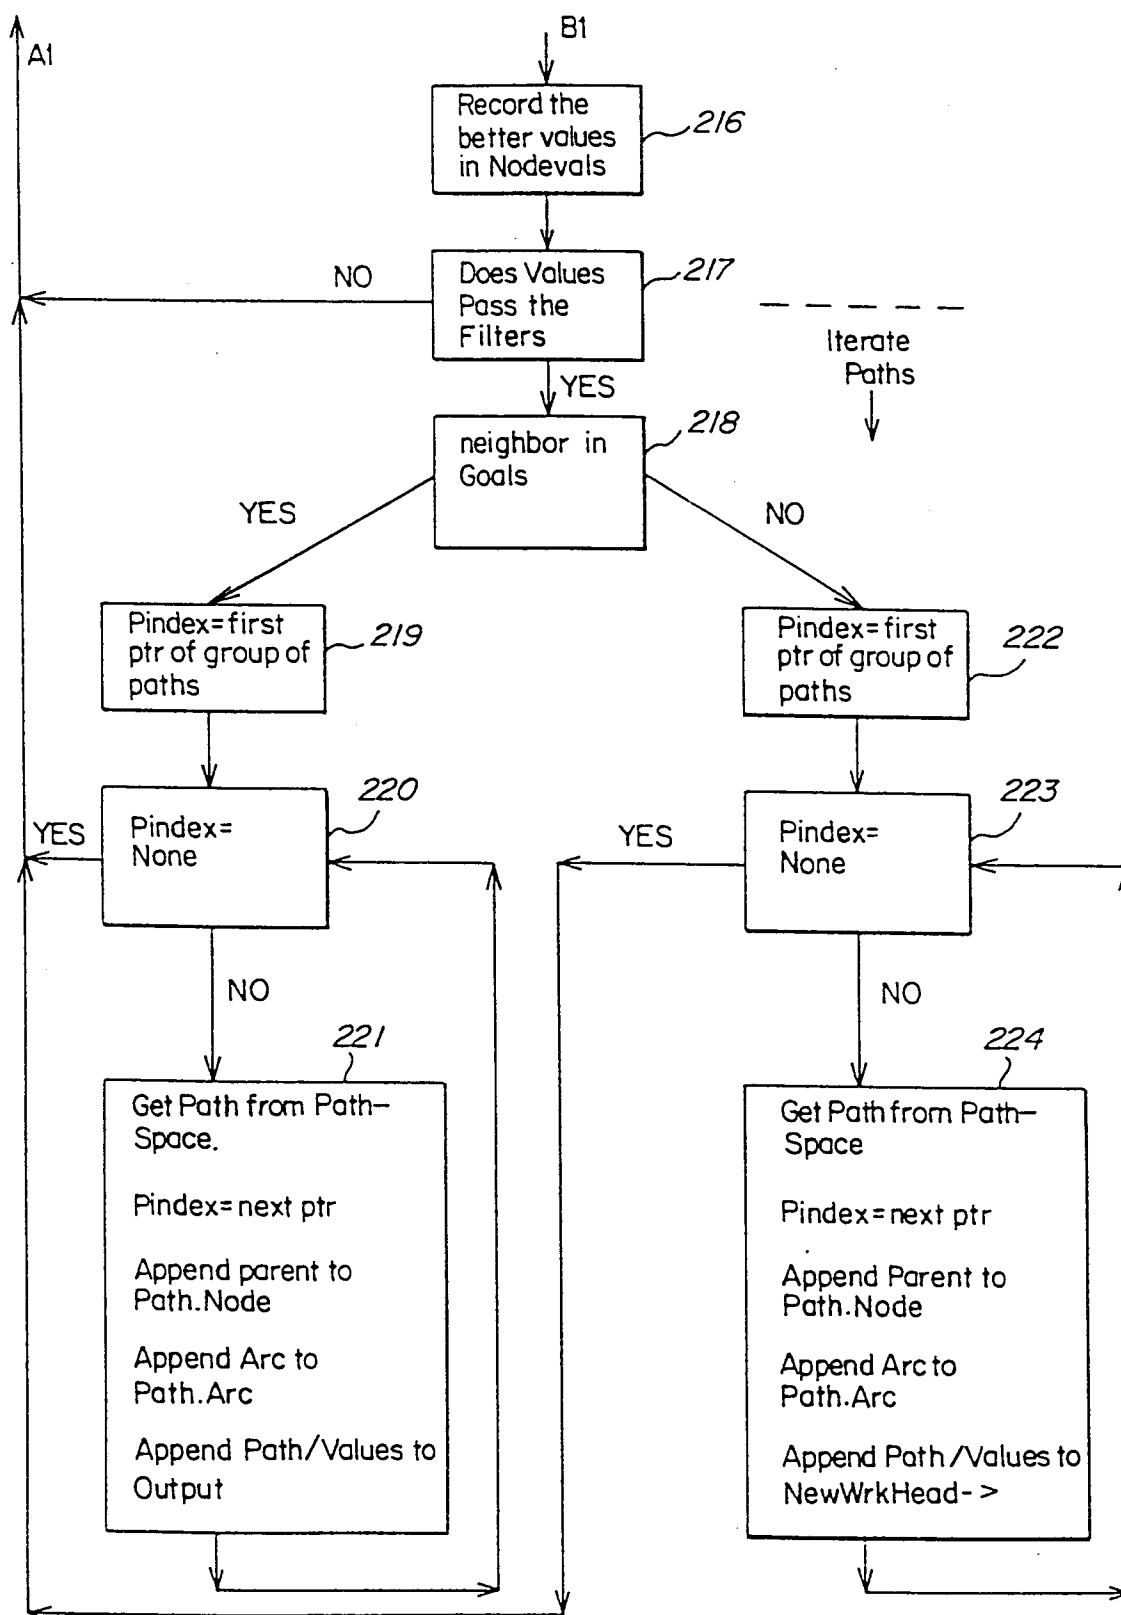 A1
B1
Record the
better values
in Nodevals
216
Does Values
Pass the
Filters
217
NO
Iterate
Paths
YES
neighbor in
Goals
218
YES
NO
Pindex=first
ptr of group of
paths
219
Pindex=first
ptr of group of
paths
222
Pindex=
None
220
YES
Pindex=
None
223
YES
NO
NO
221
Get Path from Path-
Space.
Pindex=next ptr
Append parent to
Path.Node
Append Arc to
Path.Arc
Append Path/Values to
Output
224
Get Path from Path-
Space
Pindex=next ptr
Append Parent to
Path.Node
Append Arc to
Path.Arc
Append Path/Values to
NewWrkHead->